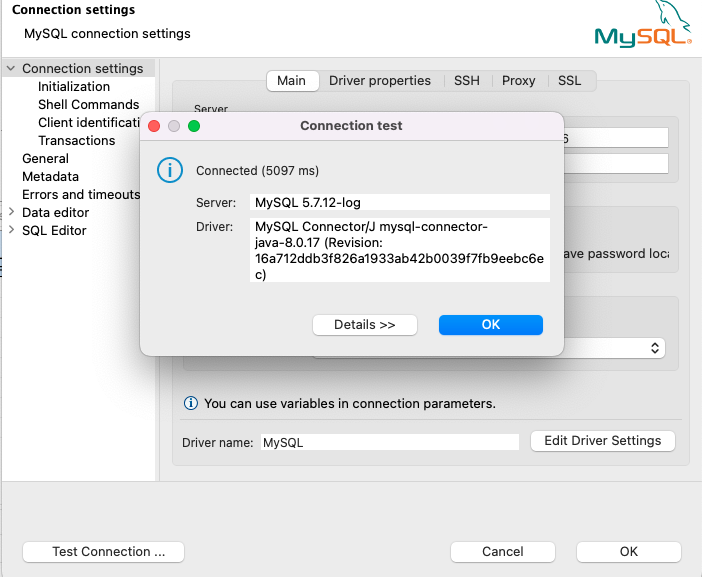 Connection settings
MySQL connection settings
MySQL
Connection settings
Initialization
Shell Commands
Client identificati
Transactions
General
Metadata
Errors and timeouts
Data editor
SQL Editor
Main
Driver properties
SSH
Proxy
SSL
Server
Connection test
Connected (5097 ms)
Server:
MySQL 5.7.12-log
Driver:
MySQL Connector/J mysql-connector-
java-8.0.17 (Revision:
16a712ddb3f826a1933ab42b0039f7fb9eebc6e
c)
Details >>
OK
ave password loca
You can use variables in connection parameters.
Driver name:
MySQL
Edit Driver Settings
Test Connection ...
Cancel
OK